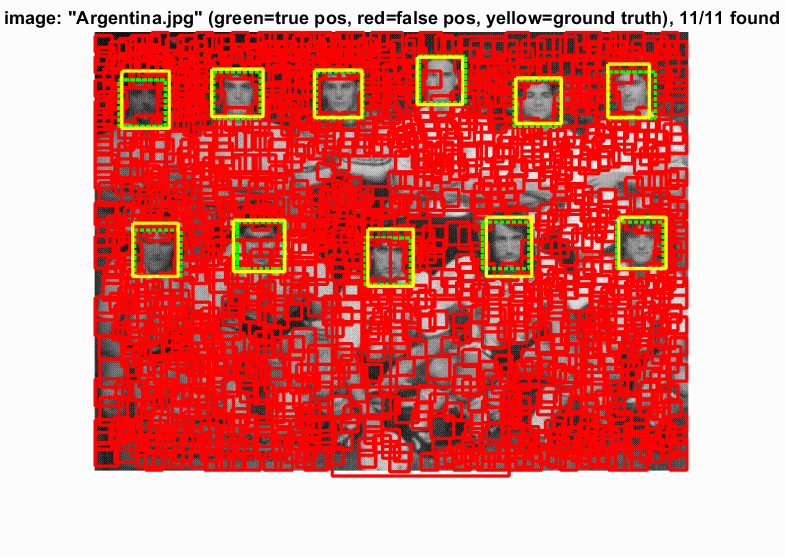 image: "Argentina.jpg" (green=true pos, red=false pos, yellow=ground truth), 11/11 found